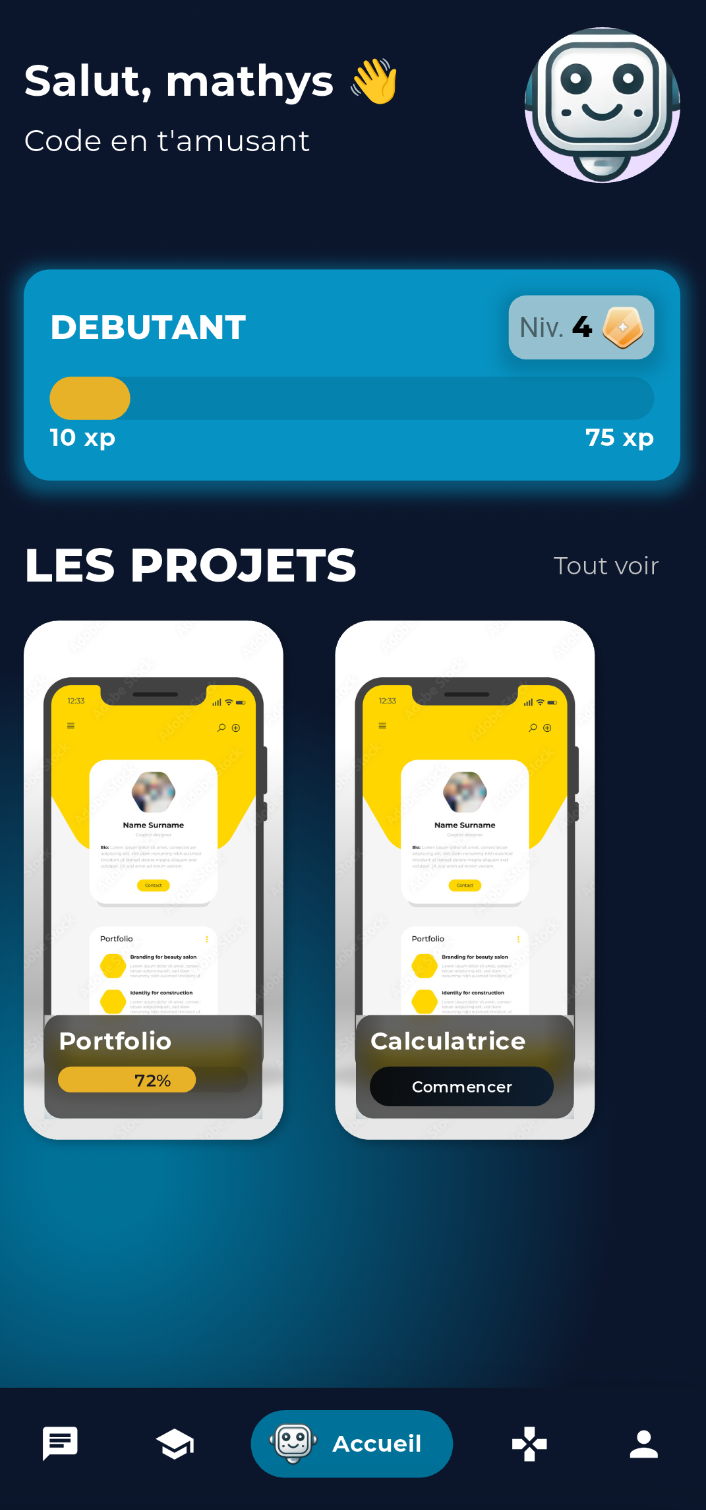 Salut, mathys 👋
Code en t'amusant
DEBUTANT
Niv. 4
10 xp
75 xp
LES PROJETS
Tout voir
12:33
Name Surname
Contact
Portfolio
Branding for beauty salon
Identity for construction
Portfolio
72%
12:33
Name Surname
Contact
Portfolio
Branding for beauty salon
Identity for construction
Calculatrice
Commencer
Accueil